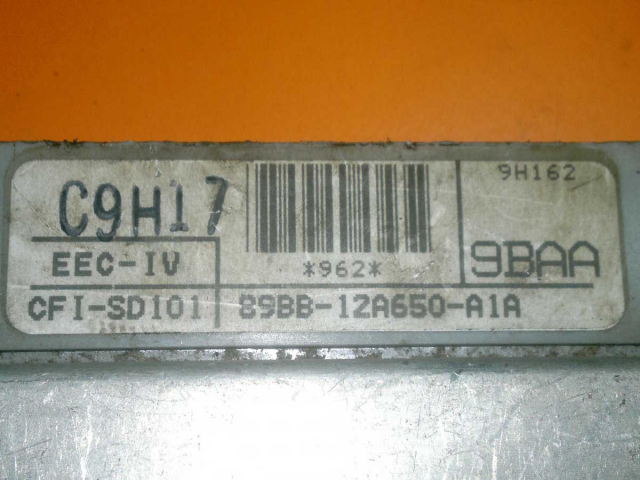 C9H17
9H162
EEC-IV
*962*
9BAA
CFI-SD101
89BB-12A650-A1A